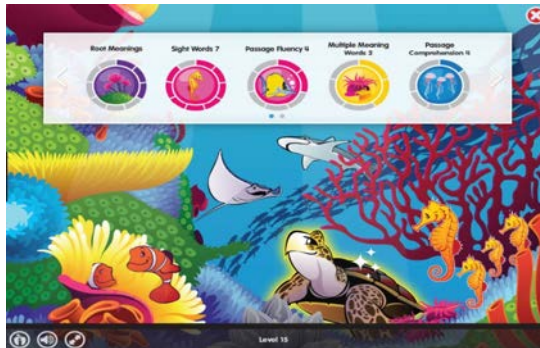 Root Meanings
Sight Words 7
Passage Fluency 4
Multiple Meaning
Words 3
Passage
Comprehension 4
Level 15